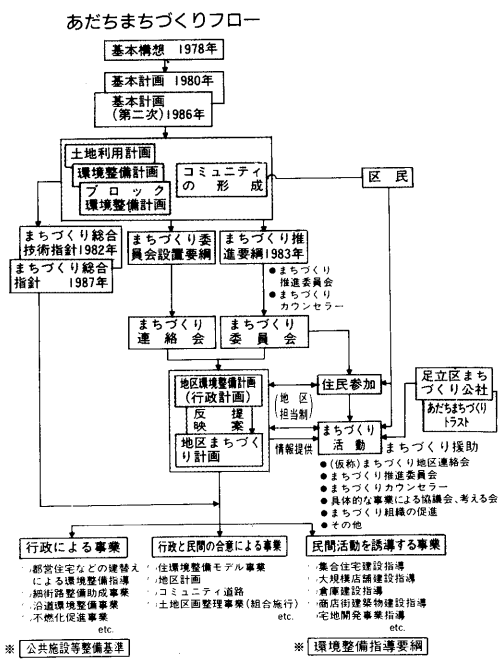 あだちまちづくりフロー
基本構想 1978年
基本計画 1980年
基本計画
(第二次)1986年
土地利用計画
環境整備計画
ブロック
環境整備計画
コミュニティ
の形成
区民
まちづくり総合
技術指針1982年
まちづくり総合
指針 1987年
まちづくり委
員会設置要綱
まちづくり推
進要綱1983年
●まちづくり
推進委員会
●まちづくり
カウンセラー
まちづくり
連絡会
まちづくり
委員会
地区環境整備計画
(行政計画)
反映
提案
地区まちづく
り計画
(地区
担当制)
情報提供
住民参加
まちづくり
活動
足立区まち
づくり公社
あだちまちづくり
トラスト
まちづくり援助
●(仮称)まちづくり地区連絡会
●まちづくり推進委員会
●まちづくりカウンセラー
●具体的な事業による協議会、考える会
●まちづくり組織の促進
●その他
行政による事業
都営住宅などの建替え
による環境整備指導
細街路整備助成事業
沿道環境整備事業
不燃化促進事業
etc.
※ 公共施設等整備基準
行政と民間の合意による事業
住環境整備モデル事業
地区計画
コミュニティ道路
土地区画整理事業(組合施行)
etc.
民間活動を誘導する事業
集合住宅建設指導
大規模店舗建設指導
倉庫建設指導
商店街建築物建設指導
宅地開発事業指導
etc.
※ 環境整備指導要綱